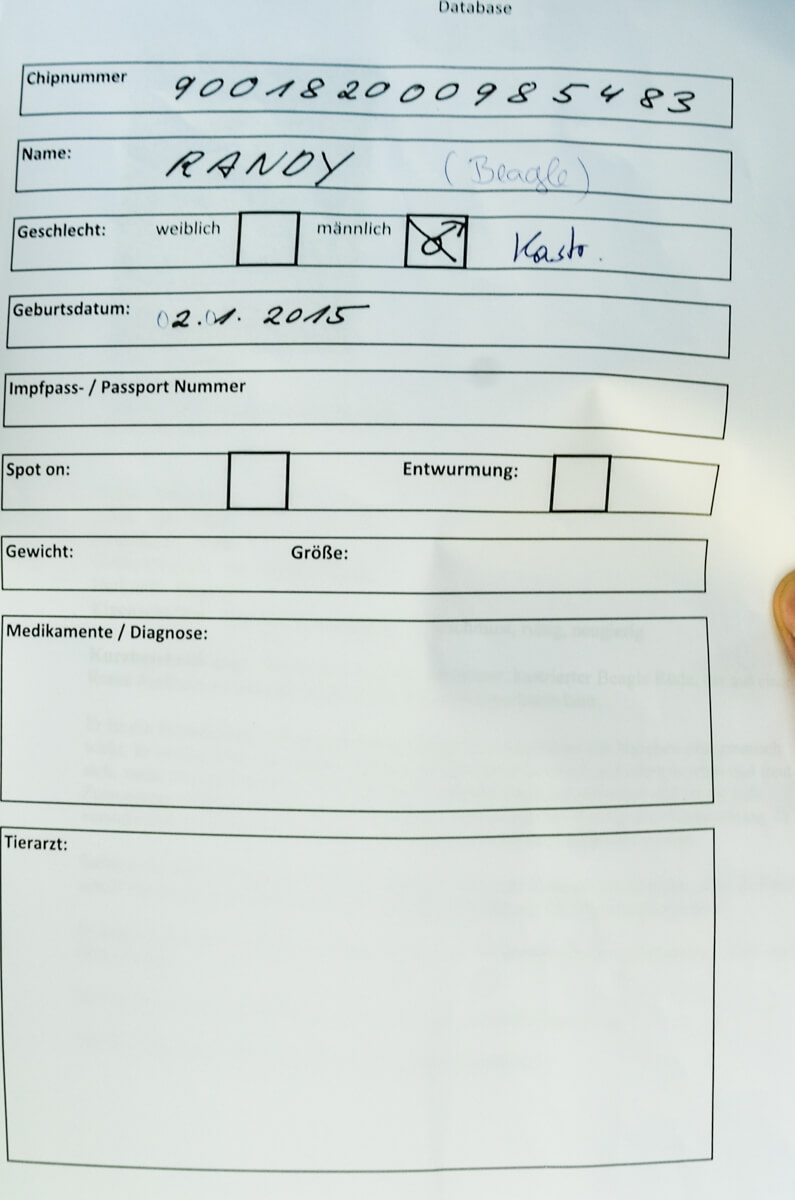 Database
Chipnummer 900182000985483
Name: RANDY (Beagle)
Geschlecht: weiblich männlich Kastr.
Geburtsdatum: 02.01. 2015
Impfpass- / Passport Nummer
Spot on: Entwurmung:
Gewicht: Größe:
Medikamente / Diagnose:
Tierarzt: